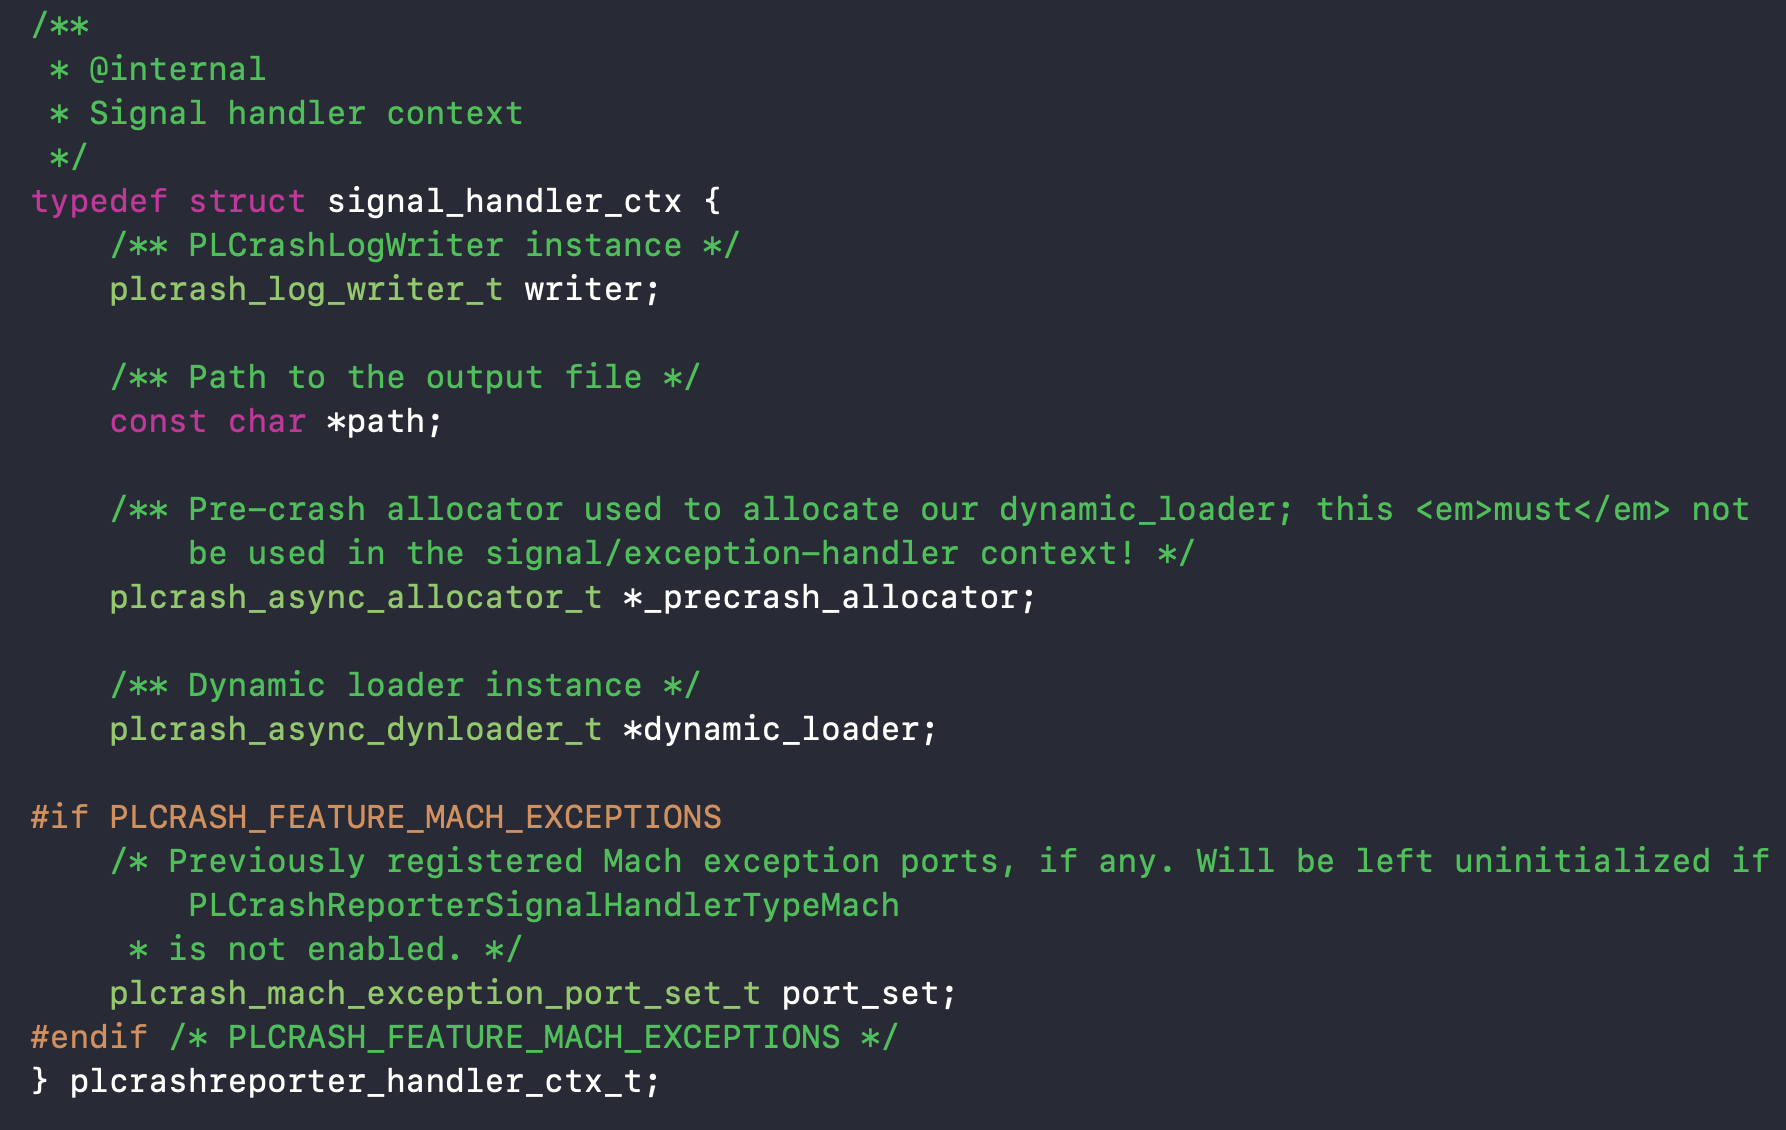 /**
 * @internal
 * Signal handler context
 */
typedef struct signal_handler_ctx {
    /** PLCrashLogWriter instance */
    plcrash_log_writer_t writer;

    /** Path to the output file */
    const char *path;

    /** Pre-crash allocator used to allocate our dynamic_loader; this <em>must</em> not
        be used in the signal/exception-handler context! */
    plcrash_async_allocator_t *_precrash_allocator;

    /** Dynamic loader instance */
    plcrash_async_dynloader_t *dynamic_loader;

#if PLCRASH_FEATURE_MACH_EXCEPTIONS
    /* Previously registered Mach exception ports, if any. Will be left uninitialized if
        PLCrashReporterSignalHandlerTypeMach
     * is not enabled. */
    plcrash_mach_exception_port_set_t port_set;
#endif /* PLCRASH_FEATURE_MACH_EXCEPTIONS */
} plcrashreporter_handler_ctx_t;